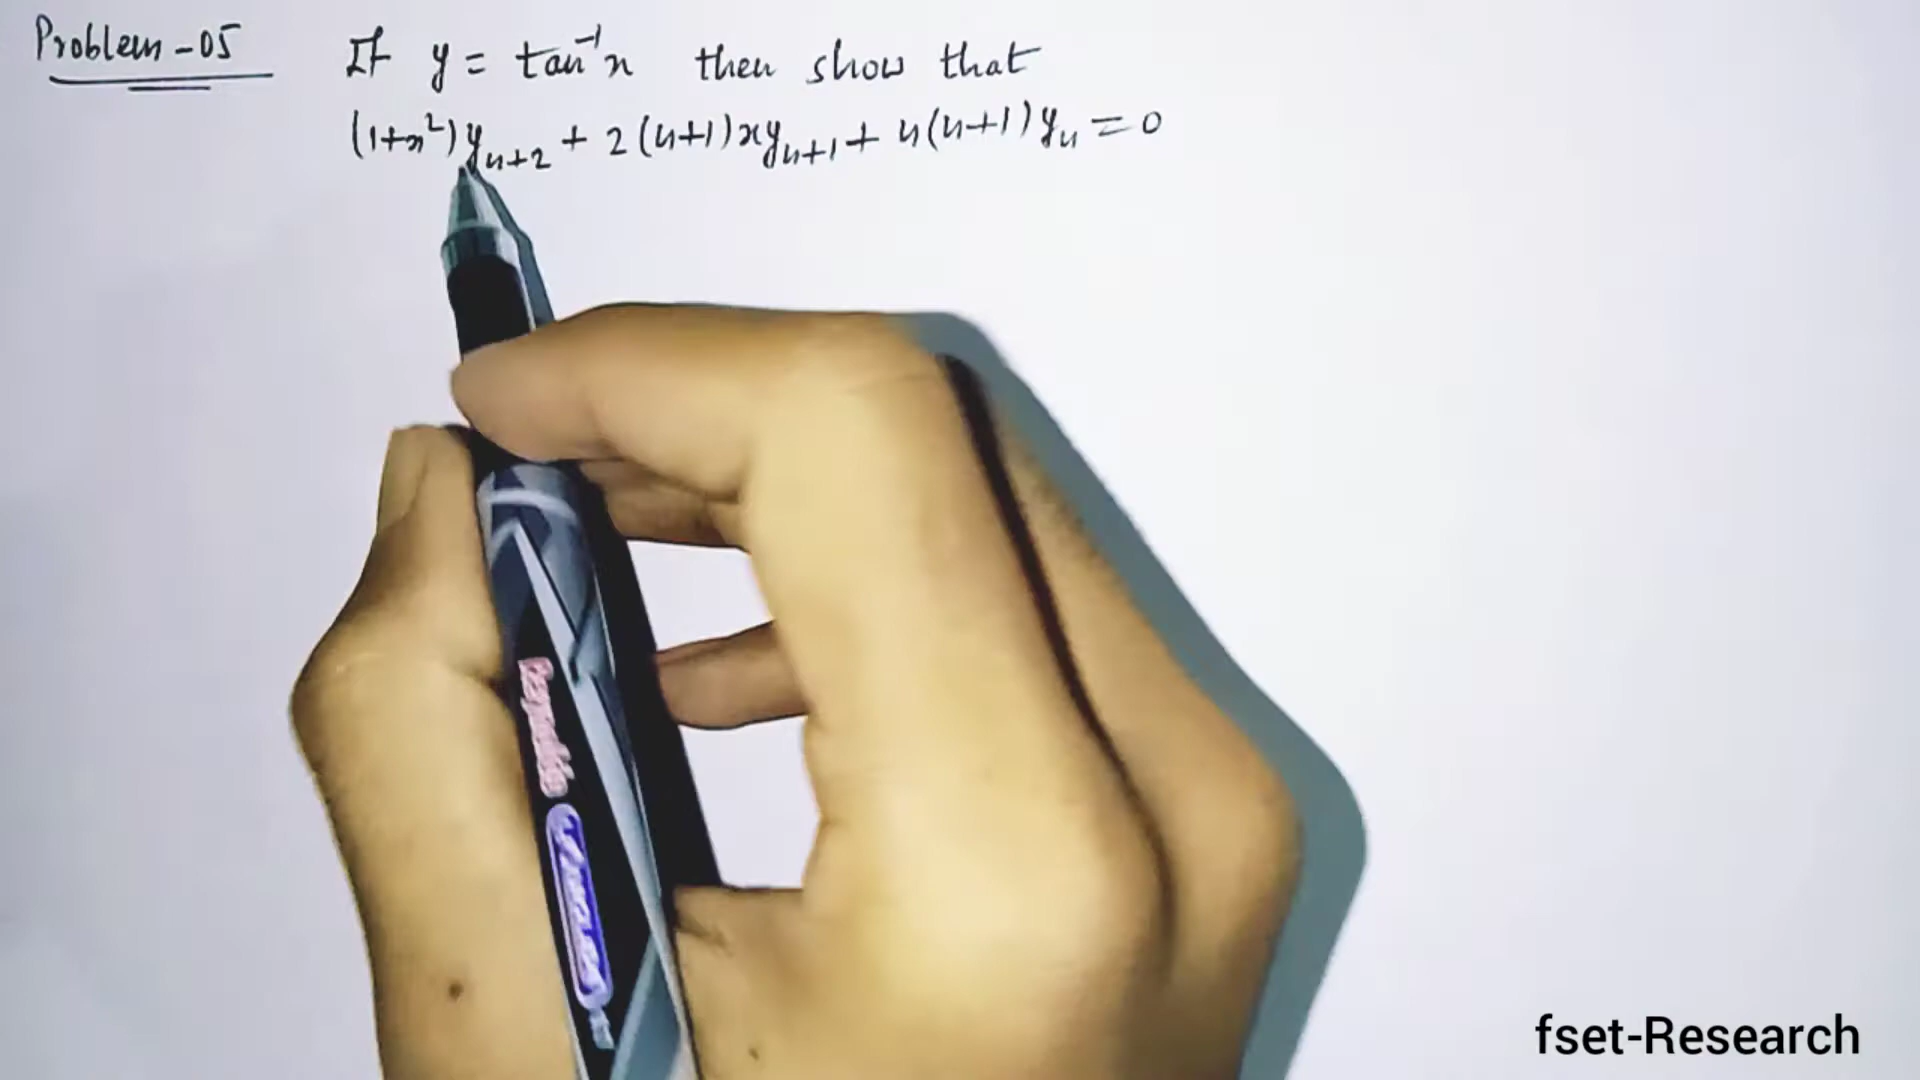 Problem-05
If y = tan⁻¹x then show that
(1+x²)yₙ₊₂ + 2(n+1)xyₙ₊₁ + n(n+1)yₙ = 0
fset-Research